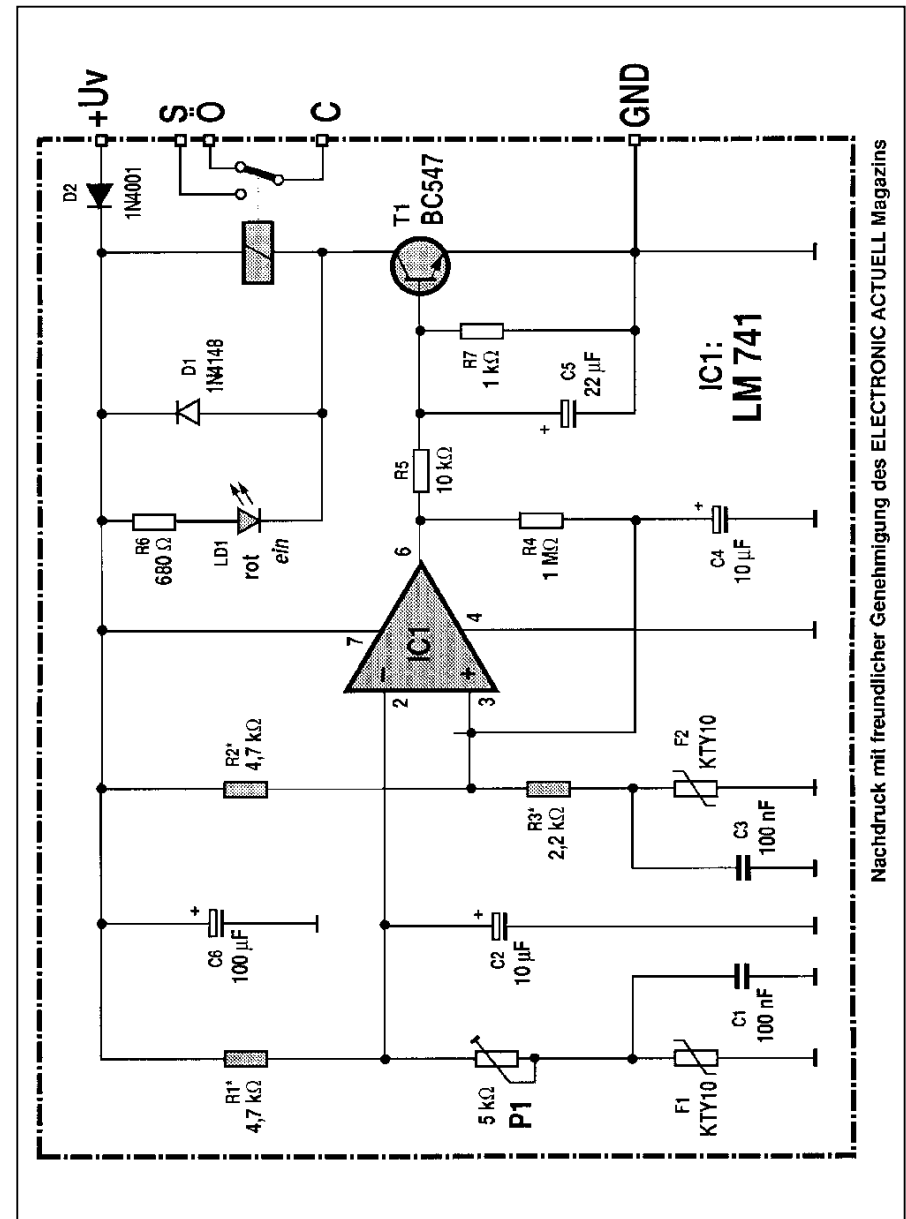 +Uv
S
Ö
C
GND
D2
1N4001
D1
1N4148
R6
680 Ω
LD1
rot
ein
T1
BC547
R7
1 kΩ
C5
22 µF
+
R5
10 kΩ
IC1:
LM 741
R4
1 MΩ
C4
10 µF
+
6
7
4
IC1
−
+
2
3
R2*
4,7 kΩ
R3*
2,2 kΩ
F2
KTY10
C3
100 nF
C6
100 µF
+
C2
10 µF
+
R1*
4,7 kΩ
5 kΩ
P1
F1
KTY10
C1
100 nF
Nachdruck mit freundlicher Genehmigung des ELECTRONIC ACTUELL Magazins